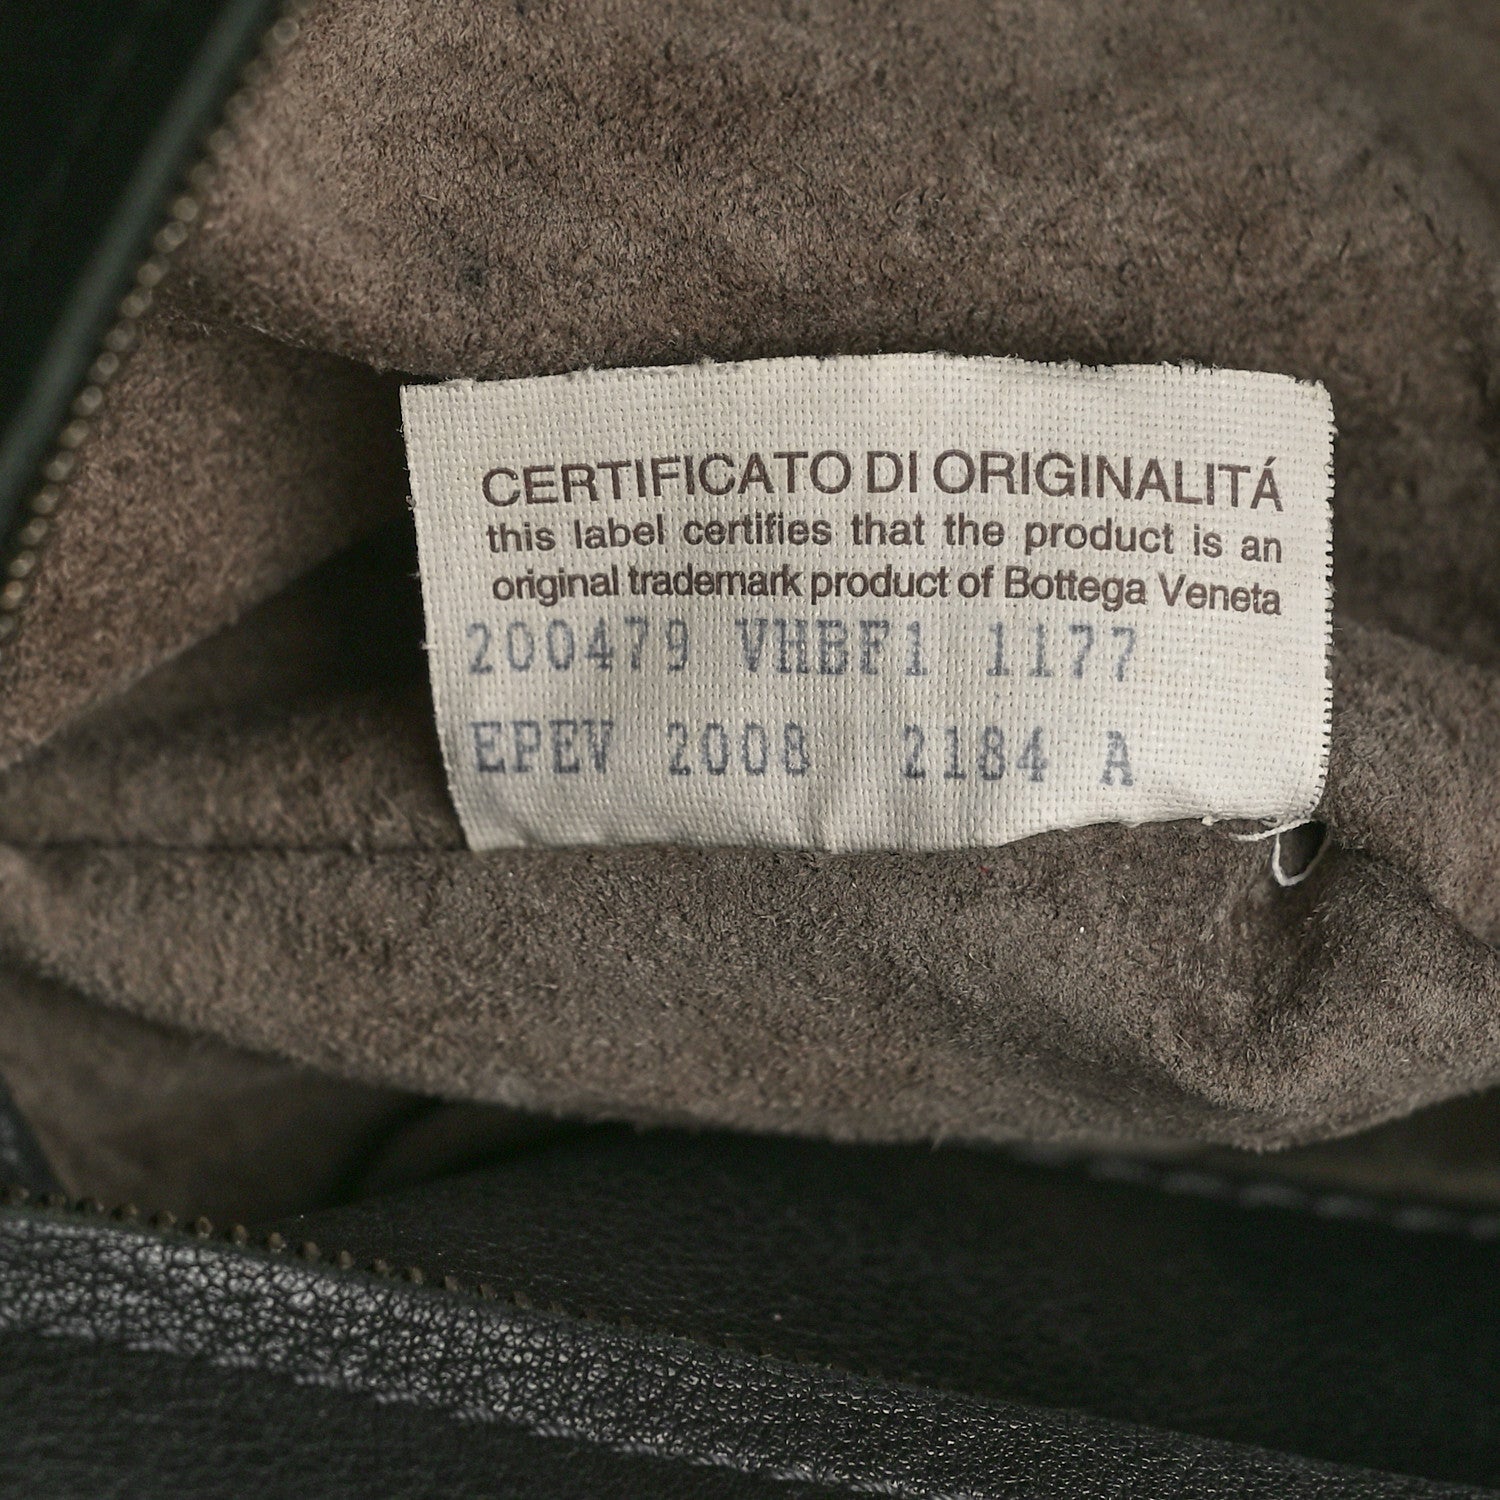 CERTIFICATO DI ORIGINALITÁ
this label certifies that the product is an
original trademark product of Bottega Veneta
200479 VHBF1 1177
EPEV 2008 2184 A